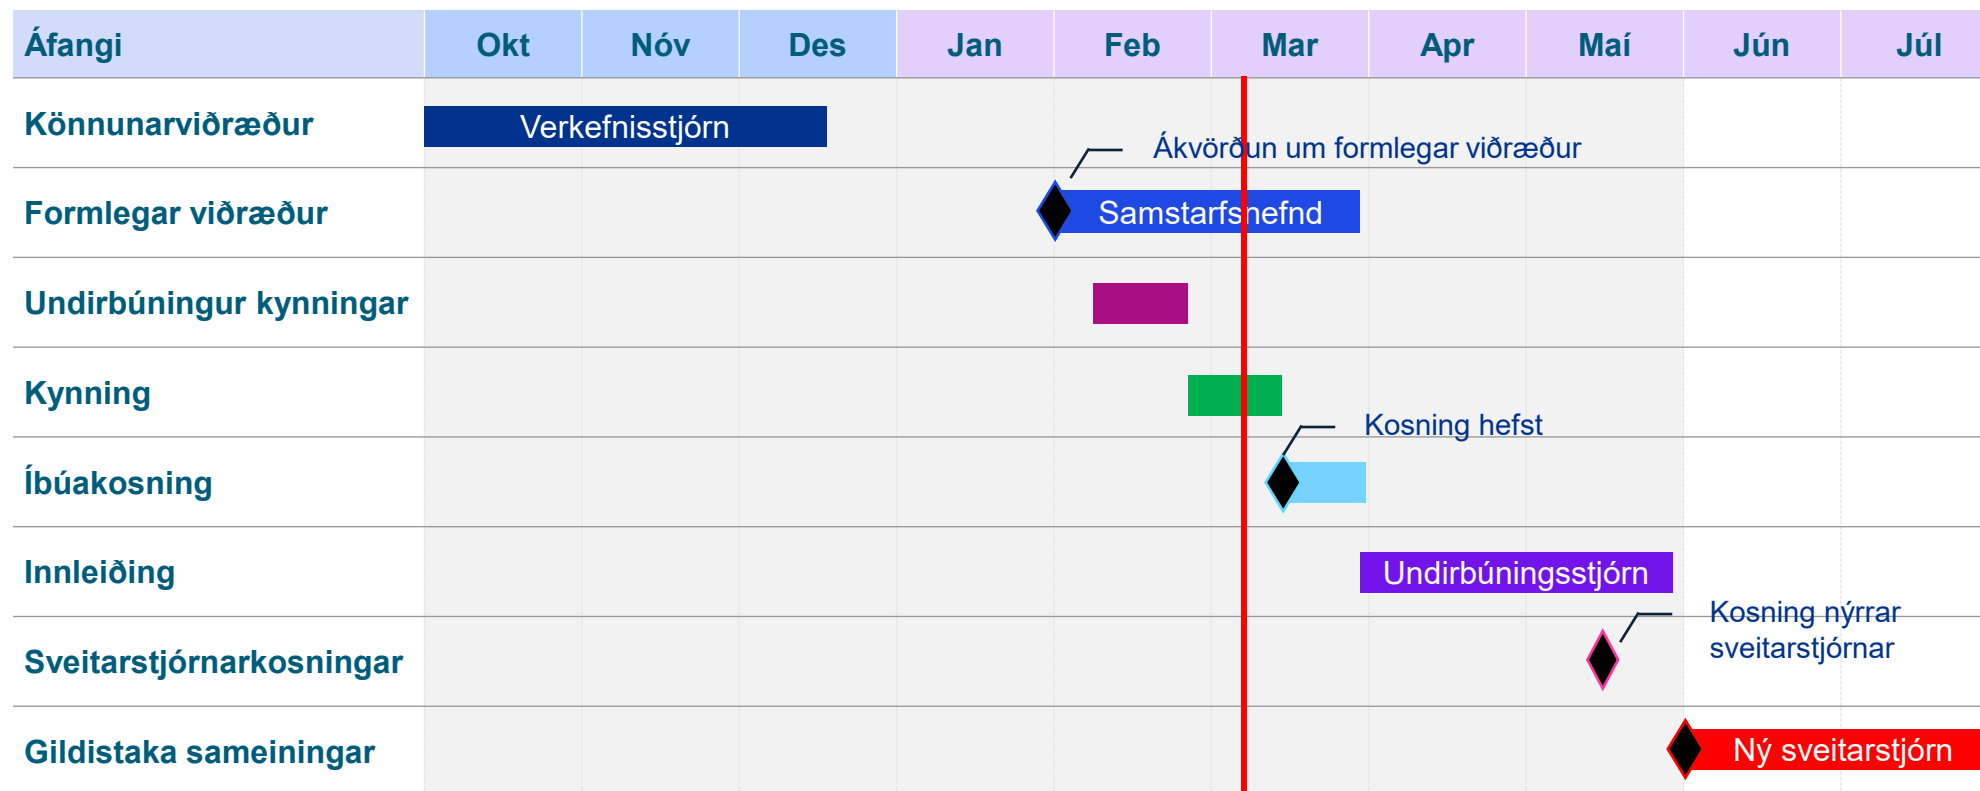 Áfangi Okt Nóv Des Jan Feb Mar Apr Maí Jún Júl
Könnunarviðræður
Verkefnisstjórn
Ákvörðun um formlegar viðræður
Formlegar viðræður
Samstarfsnefnd
Undirbúningur kynningar
Kynning
Kosning hefst
Íbúakosning
Innleiðing
Undirbúningsstjórn
Kosning nýrrar
sveitarstjórnar
Sveitarstjórnarkosningar
Gildistaka sameiningar
Ný sveitarstjórn